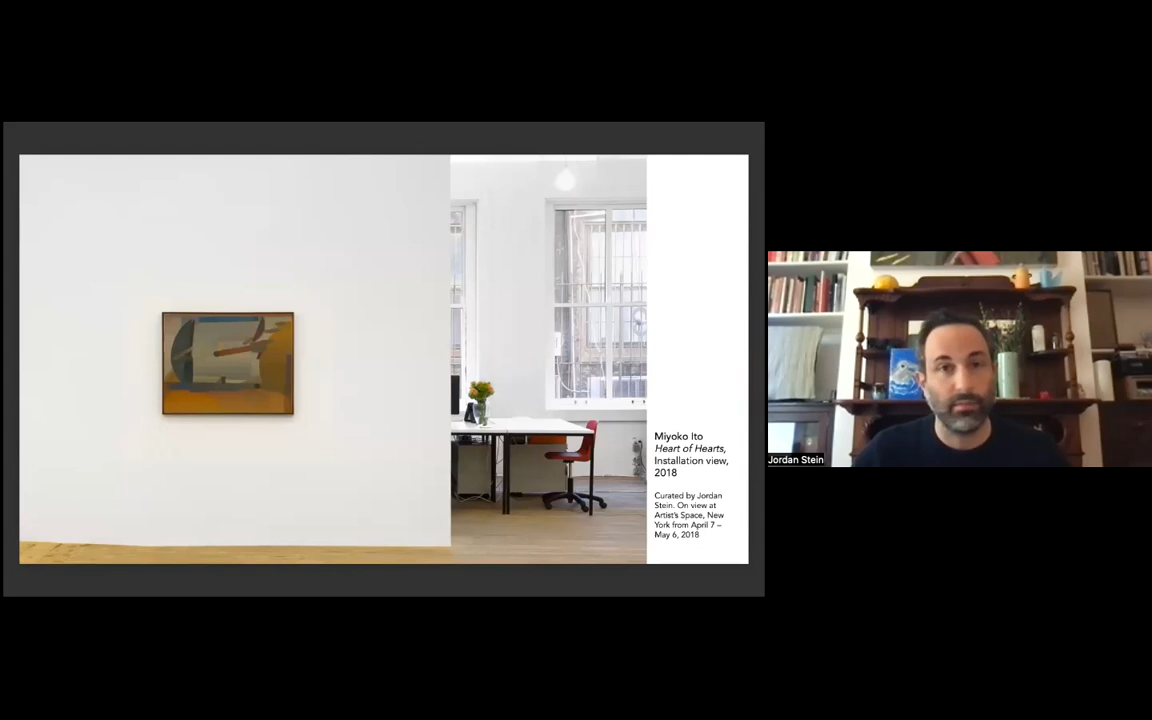 Miyoko Ito
Heart of Hearts,
Installation view,
2018
Curated by Jordan
Stein. On view at
Artist's Space, New
York from April 7 –
May 6, 2018
Jordan Stein